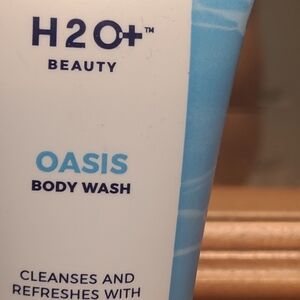 H2O+™
BEAUTY
OASIS
BODY WASH
CLEANSES AND
REFRESHES WITH